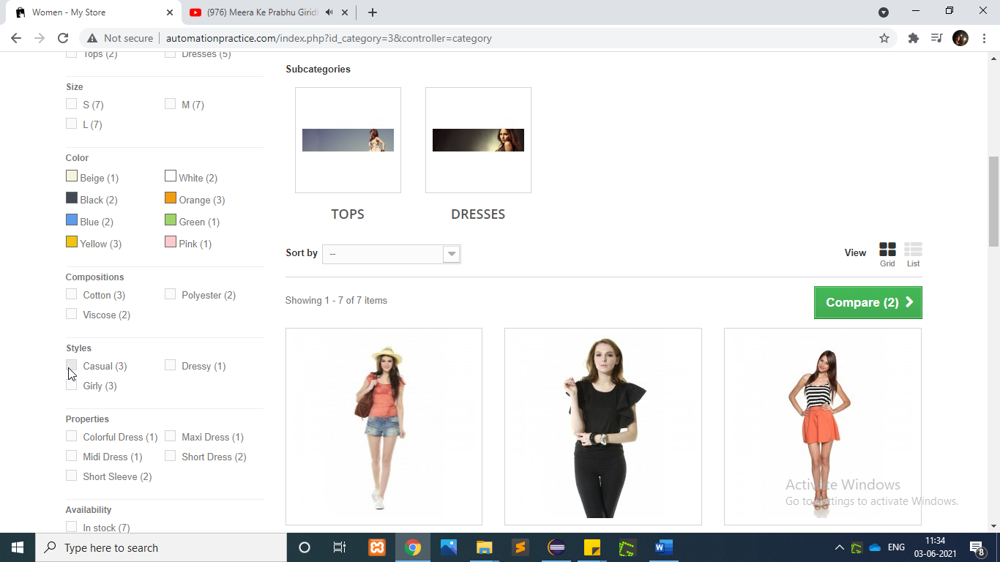 Women - My Store
(976) Meera Ke Prabhu Giridh
Not secure
automationpractice.com/index.php?id_category=3&controller=category
Tops (2)
Dresses (5)
Size
S (7)
M (7)
L (7)
Color
Beige (1)
White (2)
Black (2)
Orange (3)
Blue (2)
Green (1)
Yellow (3)
Pink (1)
Compositions
Cotton (3)
Polyester (2)
Viscose (2)
Styles
Casual (3)
Dressy (1)
Girly (3)
Properties
Colorful Dress (1)
Maxi Dress (1)
Midi Dress (1)
Short Dress (2)
Short Sleeve (2)
Availability
In stock (7)
Subcategories
TOPS
DRESSES
Sort by
--
View
Grid
List
Showing 1 - 7 of 7 items
Compare (2)
Activate Windows
Go to Settings to activate Windows.
Type here to search
ENG
11:34
03-06-2021
8